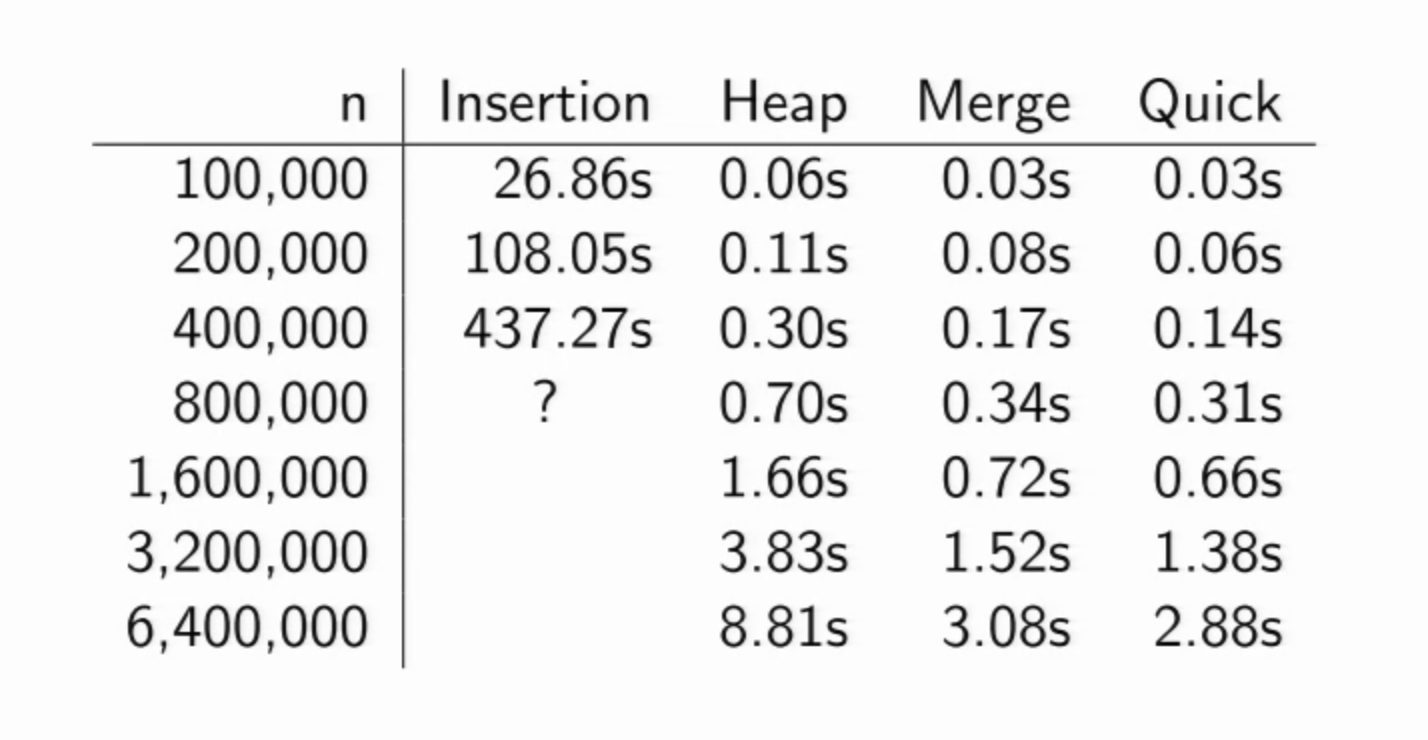 n Insertion Heap Merge Quick
100,000 26.86s 0.06s 0.03s 0.03s
200,000 108.05s 0.11s 0.08s 0.06s
400,000 437.27s 0.30s 0.17s 0.14s
800,000 ? 0.70s 0.34s 0.31s
1,600,000 1.66s 0.72s 0.66s
3,200,000 3.83s 1.52s 1.38s
6,400,000 8.81s 3.08s 2.88s